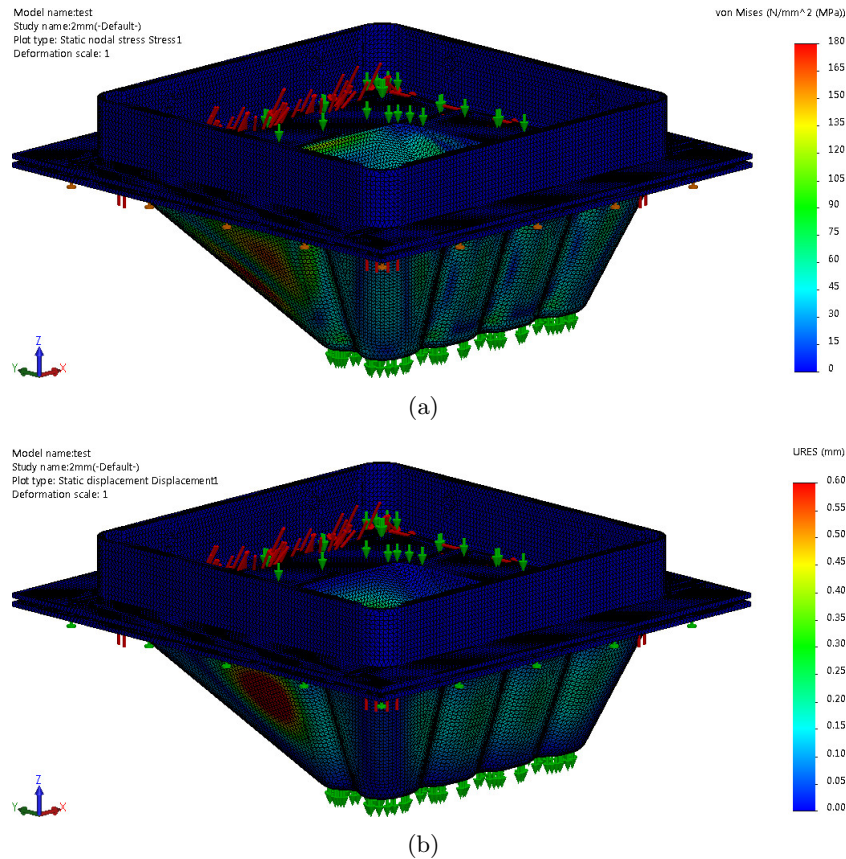 Model name:test
Study name:2mm(-Default-)
Plot type: Static nodal stress Stress1
Deformation scale: 1
von Mises (N/mm^2 (MPa))
180
165
150
135
120
105
90
75
60
45
30
15
0
Z
Y
X
(a)
Model name:test
Study name:2mm(-Default-)
Plot type: Static displacement Displacement1
Deformation scale: 1
URES (mm)
0.60
0.55
0.50
0.45
0.40
0.35
0.30
0.25
0.20
0.15
0.10
0.05
0.00
Z
Y
X
(b)